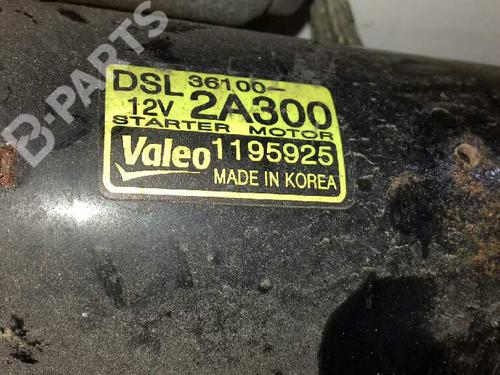 B-PARTS
DSL 36100-
12V 2A300
STARTER MOTOR
Valeo 1195925
MADE IN KOREA